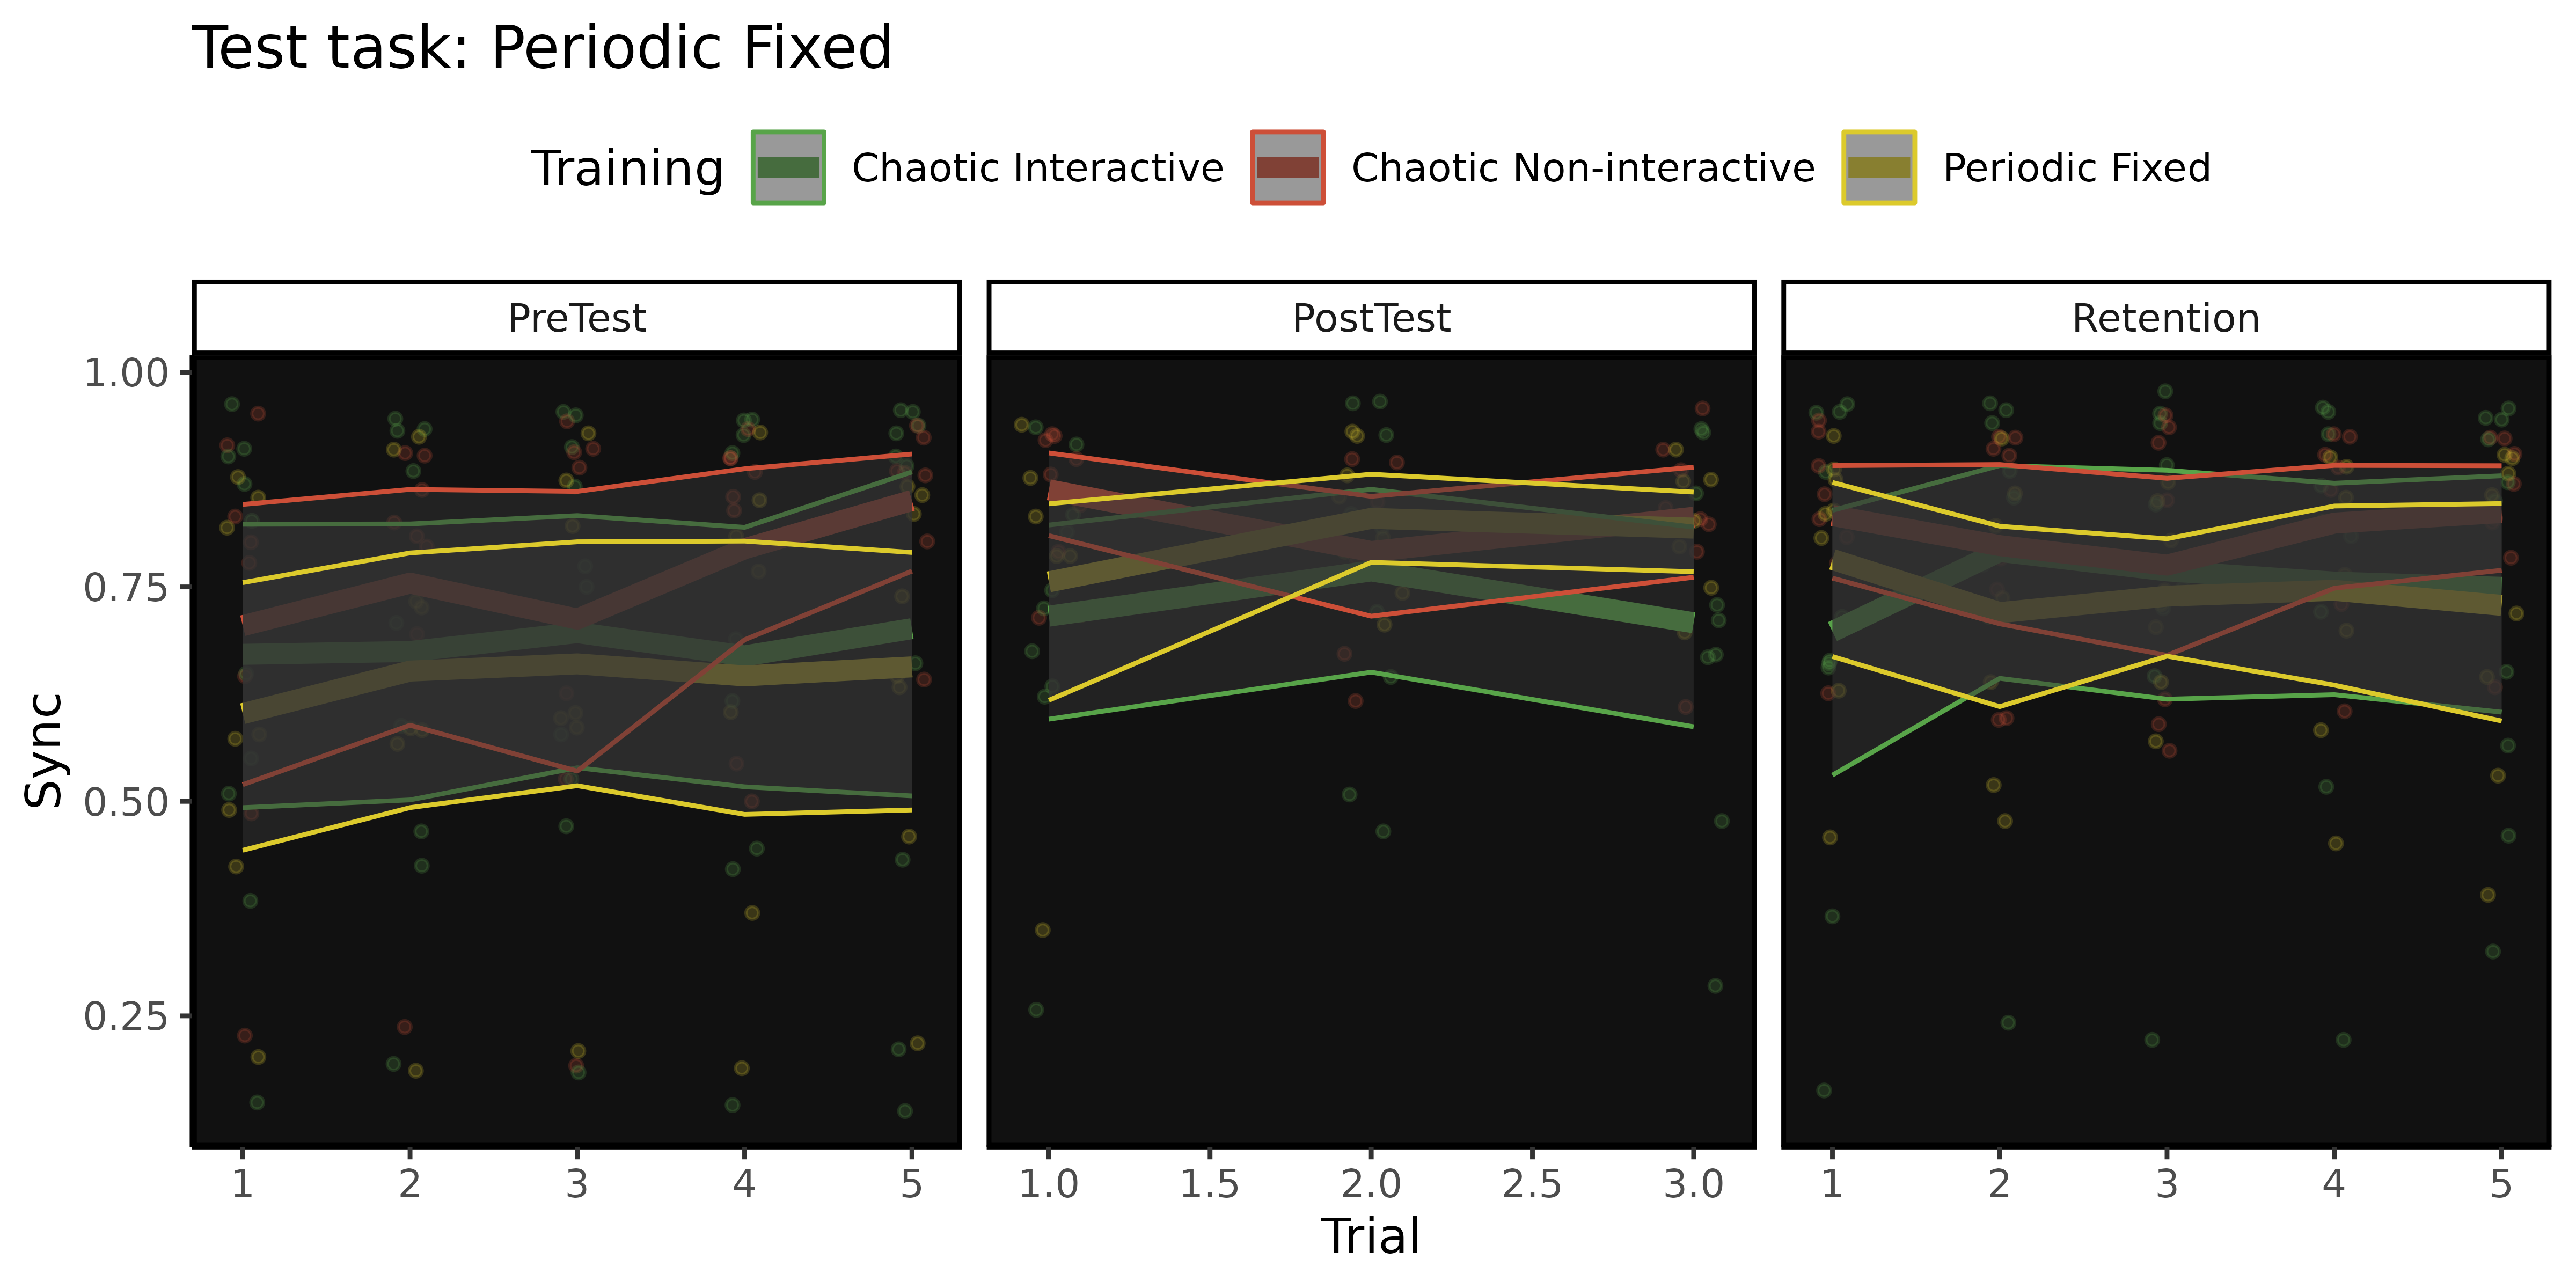 Test task: Periodic Fixed
Training Chaotic Interactive Chaotic Non-interactive Periodic Fixed
PreTest PostTest Retention
1.00
0.75
0.50
0.25
Sync
1 2 3 4 5 1.0 1.5 2.0 2.5 3.0 1 2 3 4 5
Trial